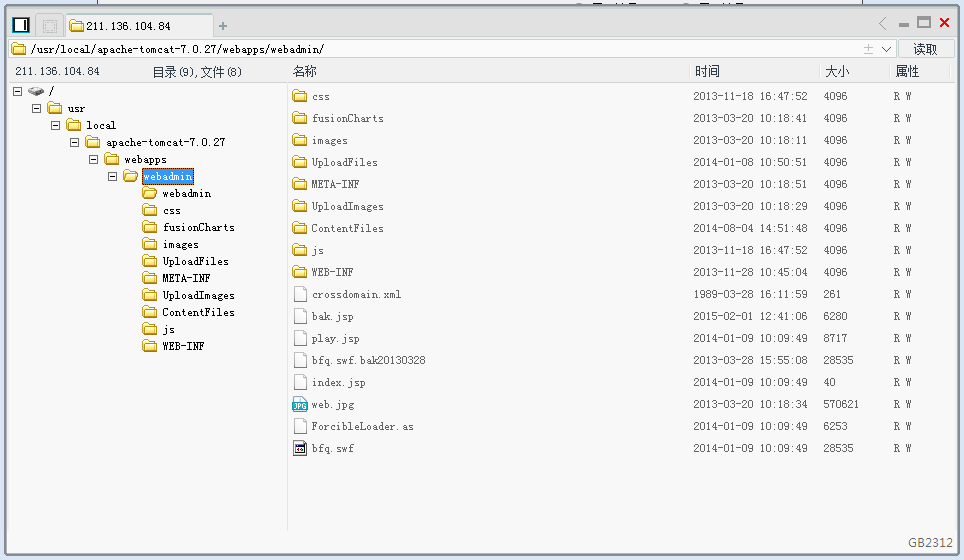 211.136.104.84
/usr/local/apache-tomcat-7.0.27/webapps/webadmin/
读取
211.136.104.84 目录(9),文件(8)
名称 时间 大小 属性
/
usr
local
apache-tomcat-7.0.27
webapps
webadmin
webadmin
css
fusionCharts
images
UploadFiles
META-INF
UploadImages
ContentFiles
js
WEB-INF
css 2013-11-18 16:47:52 4096 R W
fusionCharts 2013-03-20 10:18:41 4096 R W
images 2013-03-20 10:18:11 4096 R W
UploadFiles 2014-01-08 10:50:51 4096 R W
META-INF 2013-03-20 10:18:51 4096 R W
UploadImages 2013-03-20 10:18:29 4096 R W
ContentFiles 2014-08-04 14:51:48 4096 R W
js 2013-11-18 16:47:52 4096 R W
WEB-INF 2013-11-28 10:45:04 4096 R W
crossdomain.xml 1989-03-28 16:11:59 261 R W
bak.jsp 2015-02-01 12:41:06 6280 R W
play.jsp 2014-01-09 10:09:49 8717 R W
bfq.swf.bak20130328 2013-03-28 15:55:08 28535 R W
index.jsp 2014-01-09 10:09:49 40 R W
web.jpg 2013-03-20 10:18:34 570621 R W
ForcibleLoader.as 2014-01-09 10:09:49 6253 R W
bfq.swf 2014-01-09 10:09:49 28535 R W
GB2312